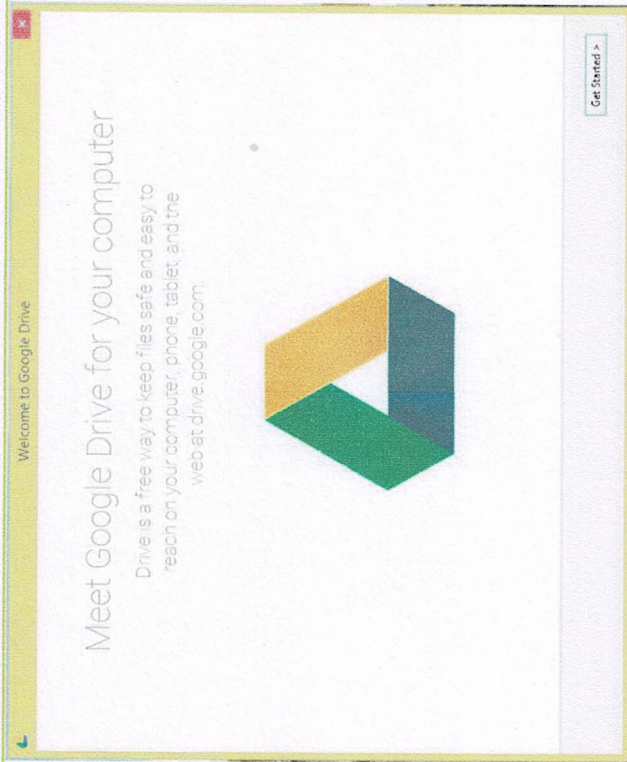 Welcome to Google Drive
Meet Google Drive for your computer
Drive is a free way to keep files safe and easy to
reach on your computer, phone, tablet, and the
web at drive.google.com.
Get Started >